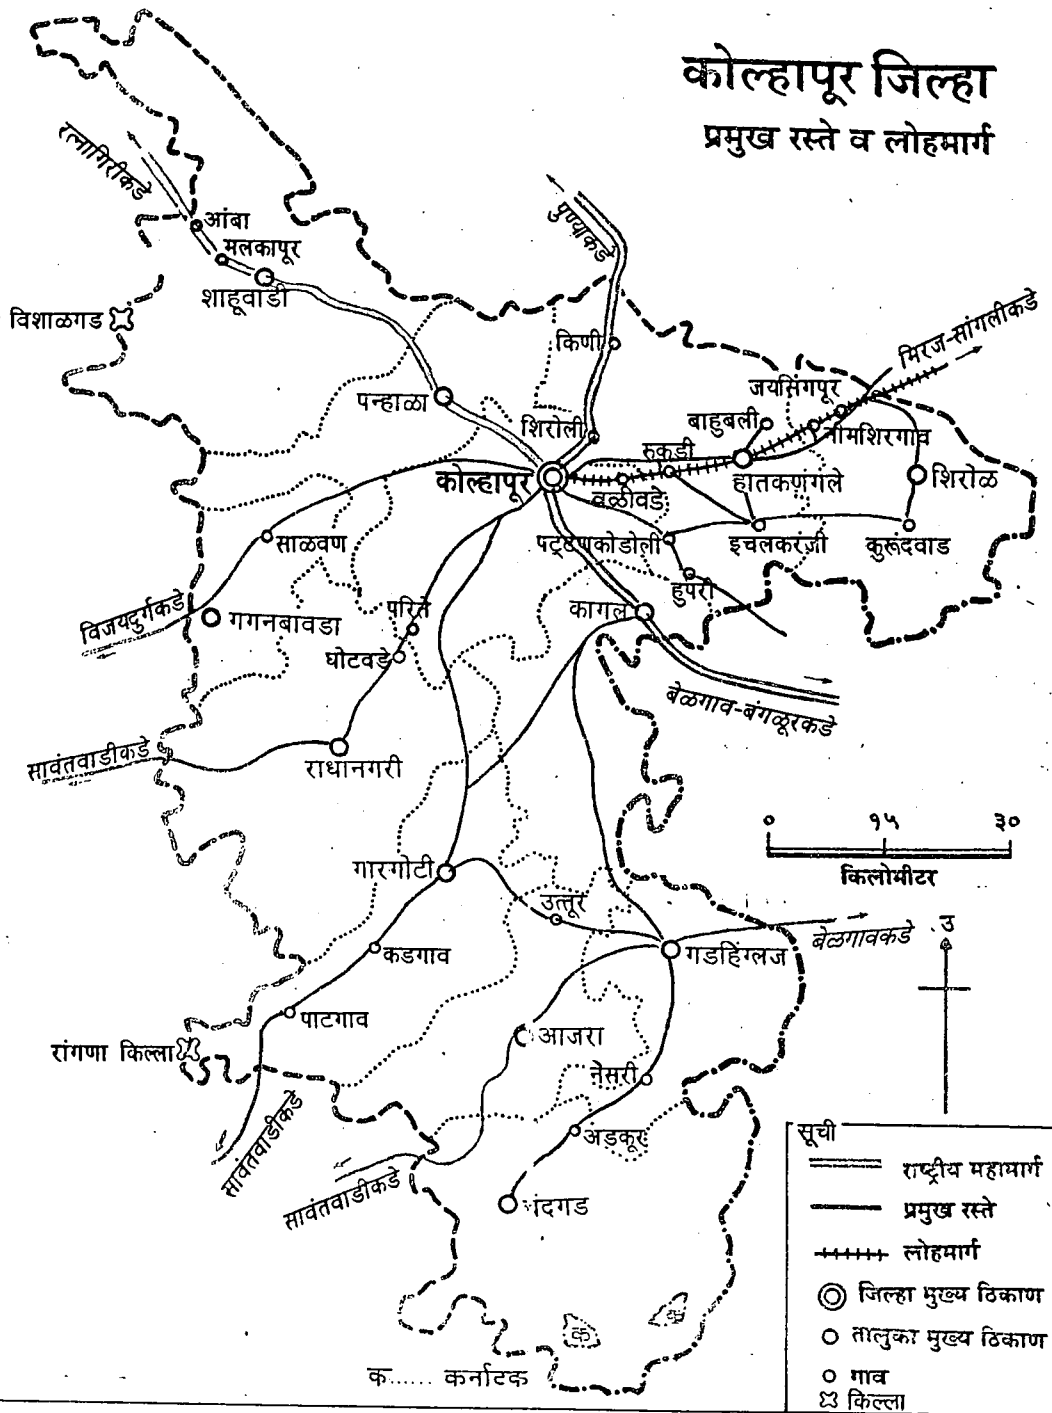 कोल्हापूर जिल्हा
प्रमुख रस्ते व लोहमार्ग
रत्नागिरीकडे
आंबा
मलकापूर
शाहूवाडी
पुण्याकडे
विशाळगड
किणी
मिरज-सांगलीकडे
पन्हाळा
जयसिंगपूर
बाहुबली
शिरोली
नीमशिरगाव
रुकडी
कोल्हापूर
हातकणंगले
शिरोळ
वळीवडे
साळवण
पट्टणकोडोली
इचलकरंजी
कुरूंदवाड
हुपरी
विजयदुर्गकडे
गगनबावडा
परिते
कागल
घोटवडे
बेळगाव-बंगळूरकडे
सावंतवाडीकडे
राधानगरी
० १५ ३०
किलोमीटर
गारगोटी
उत्तूर
बेळगावकडे
उ
कडगाव
गडहिंग्लज
पाटगाव
आजरा
रांगणा किल्ला
नेसरी
सावंतवाडीकडे
अडकूर
सावंतवाडीकडे
चंदगड
सूची
राष्ट्रीय महामार्ग
प्रमुख रस्ते
लोहमार्ग
जिल्हा मुख्य ठिकाण
तालुका मुख्य ठिकाण
गाव
किल्ला
क
क
क...... कर्नाटक